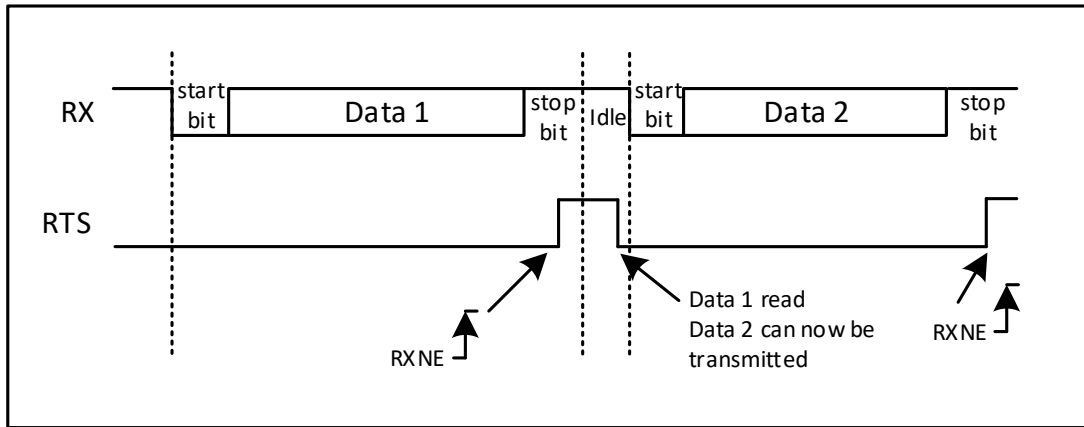 RX
start
bit
Data 1
stop
bit
Idle
start
bit
Data 2
stop
bit
RTS
RXNE
Data 1 read
Data 2 can now be
transmitted
RXNE